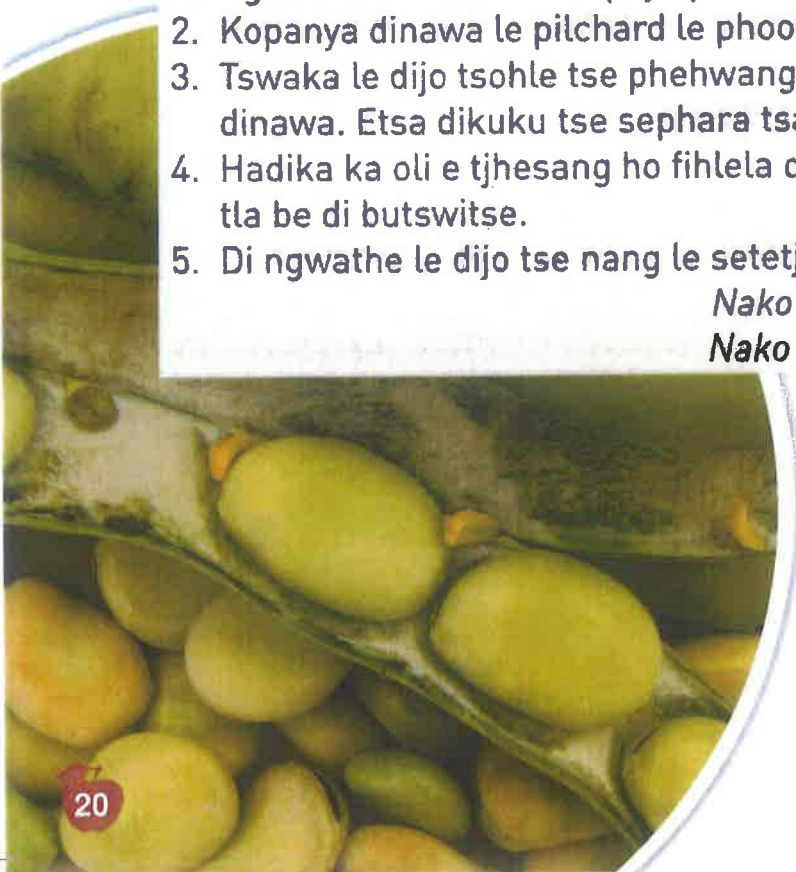 2. Kopanya dinawa le pilchard le phoo
3. Tswaka le dijo tsohle tse phehwang
dinawa. Etsa dikuku tse sephara tsa
4. Hadika ka oli e tjhesang ho fihlela
tla be di butswitse.
5. Di ngwathe le dijo tse nang le setetj
Nako
Nako
20